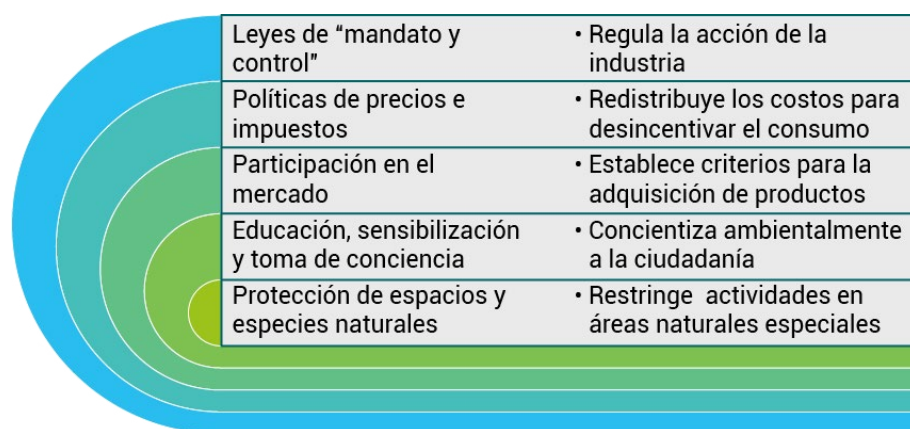 Leyes de “mandato y
control”
• Regula la acción de la
industria
Políticas de precios e
impuestos
• Redistribuye los costos para
desincentivar el consumo
Participación en el
mercado
• Establece criterios para la
adquisición de productos
Educación, sensibilización
y toma de conciencia
• Concientiza ambientalmente
a la ciudadanía
Protección de espacios y
especies naturales
• Restringe actividades en
áreas naturales especiales